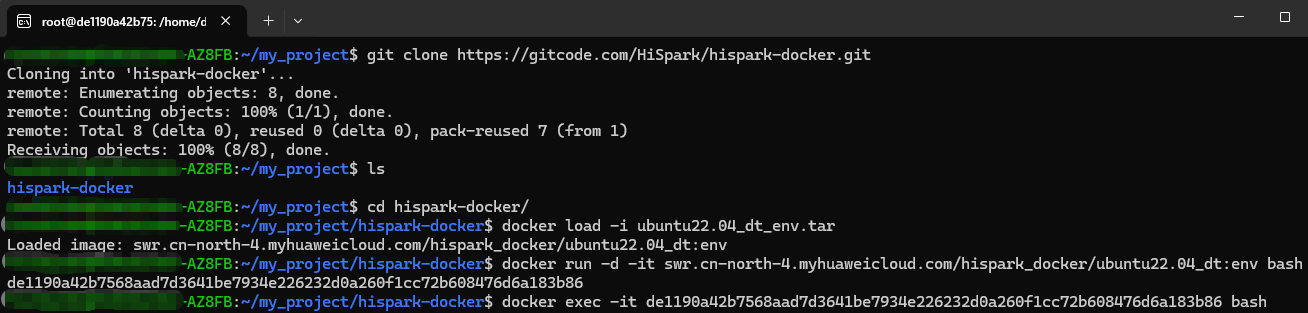 root@de1190a42b75: /home/d
-AZ8FB:~/my_project$ git clone https://gitcode.com/HiSpark/hispark-docker.git
Cloning into 'hispark-docker'...
remote: Enumerating objects: 8, done.
remote: Counting objects: 100% (1/1), done.
remote: Total 8 (delta 0), reused 0 (delta 0), pack-reused 7 (from 1)
Receiving objects: 100% (8/8), done.
-AZ8FB:~/my_project$ ls
hispark-docker
-AZ8FB:~/my_project$ cd hispark-docker/
-AZ8FB:~/my_project/hispark-docker$ docker load -i ubuntu22.04_dt_env.tar
Loaded image: swr.cn-north-4.myhuaweicloud.com/hispark_docker/ubuntu22.04_dt:env
-AZ8FB:~/my_project/hispark-docker$ docker run -d -it swr.cn-north-4.myhuaweicloud.com/hispark_docker/ubuntu22.04_dt:env bash
de1190a42b7568aad7d3641be7934e226232d0a260f1cc72b608476d6a183b86
-AZ8FB:~/my_project/hispark-docker$ docker exec -it de1190a42b7568aad7d3641be7934e226232d0a260f1cc72b608476d6a183b86 bash